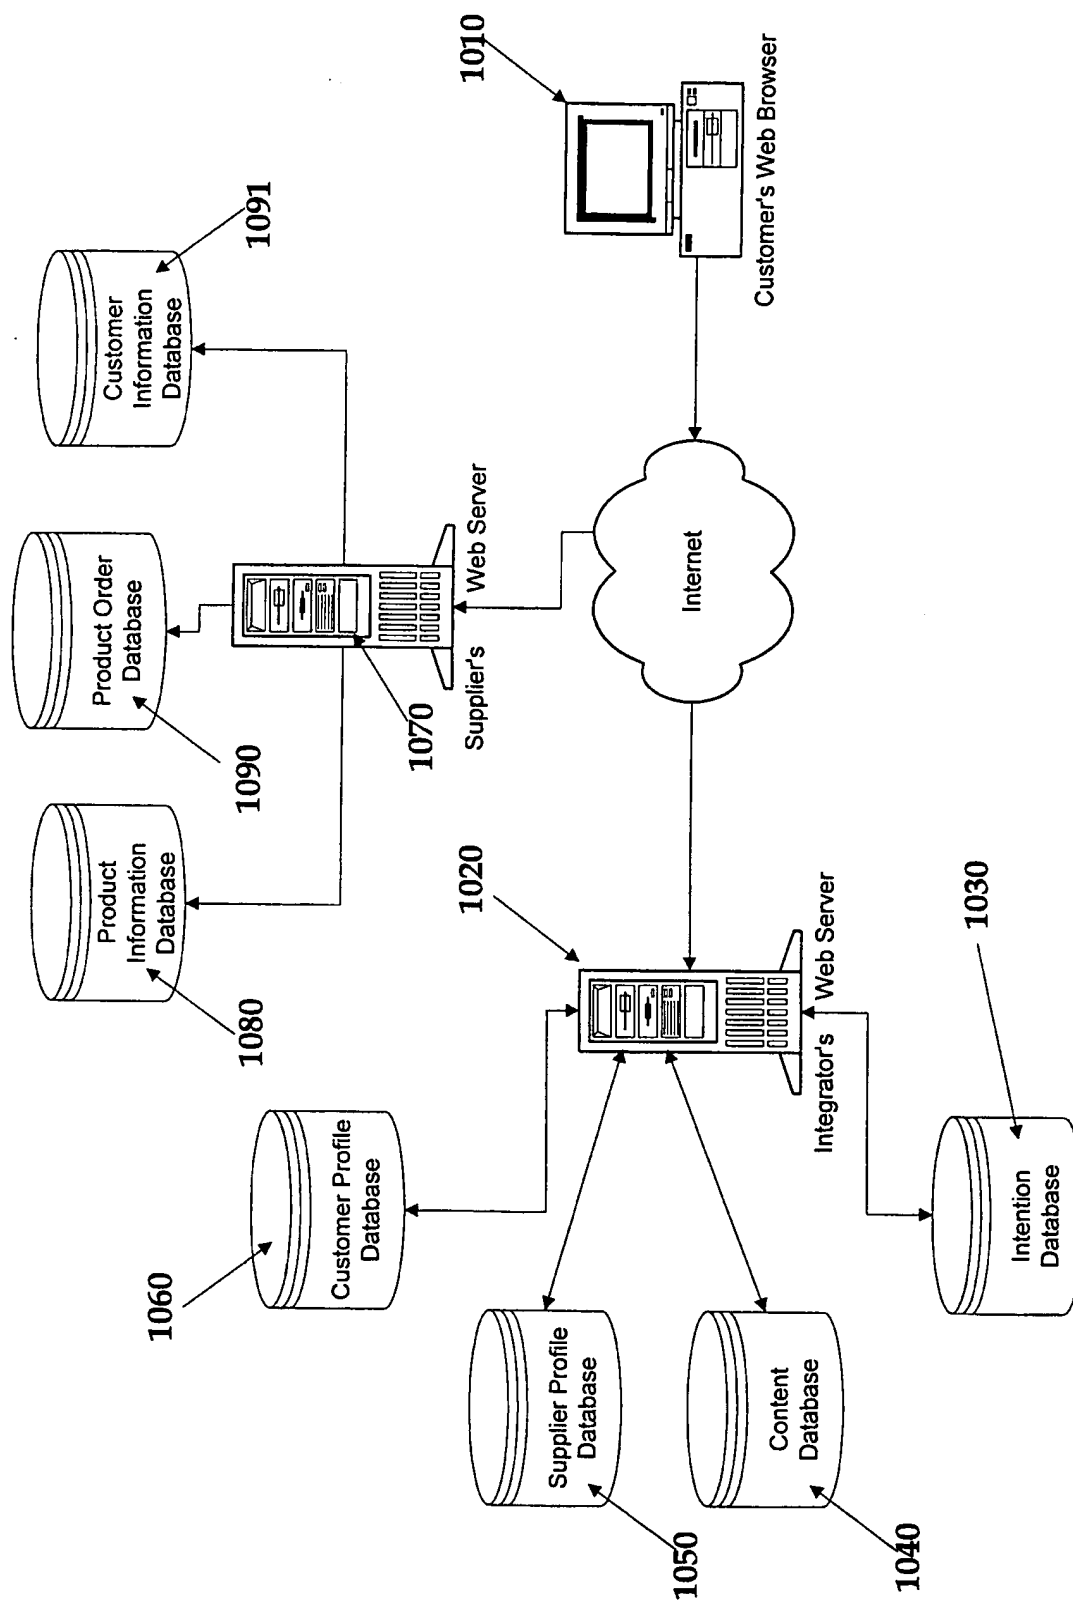 1060
Customer Profile
Database
1050
Supplier Profile
Database
1040
Content
Database
1030
Intention
Database
1020
Integrator's Web Server
1080
Product
Information
Database
1090
Product Order
Database
1091
Customer
Information
Database
1070
Supplier's Web Server
Internet
1010
Customer's Web Browser